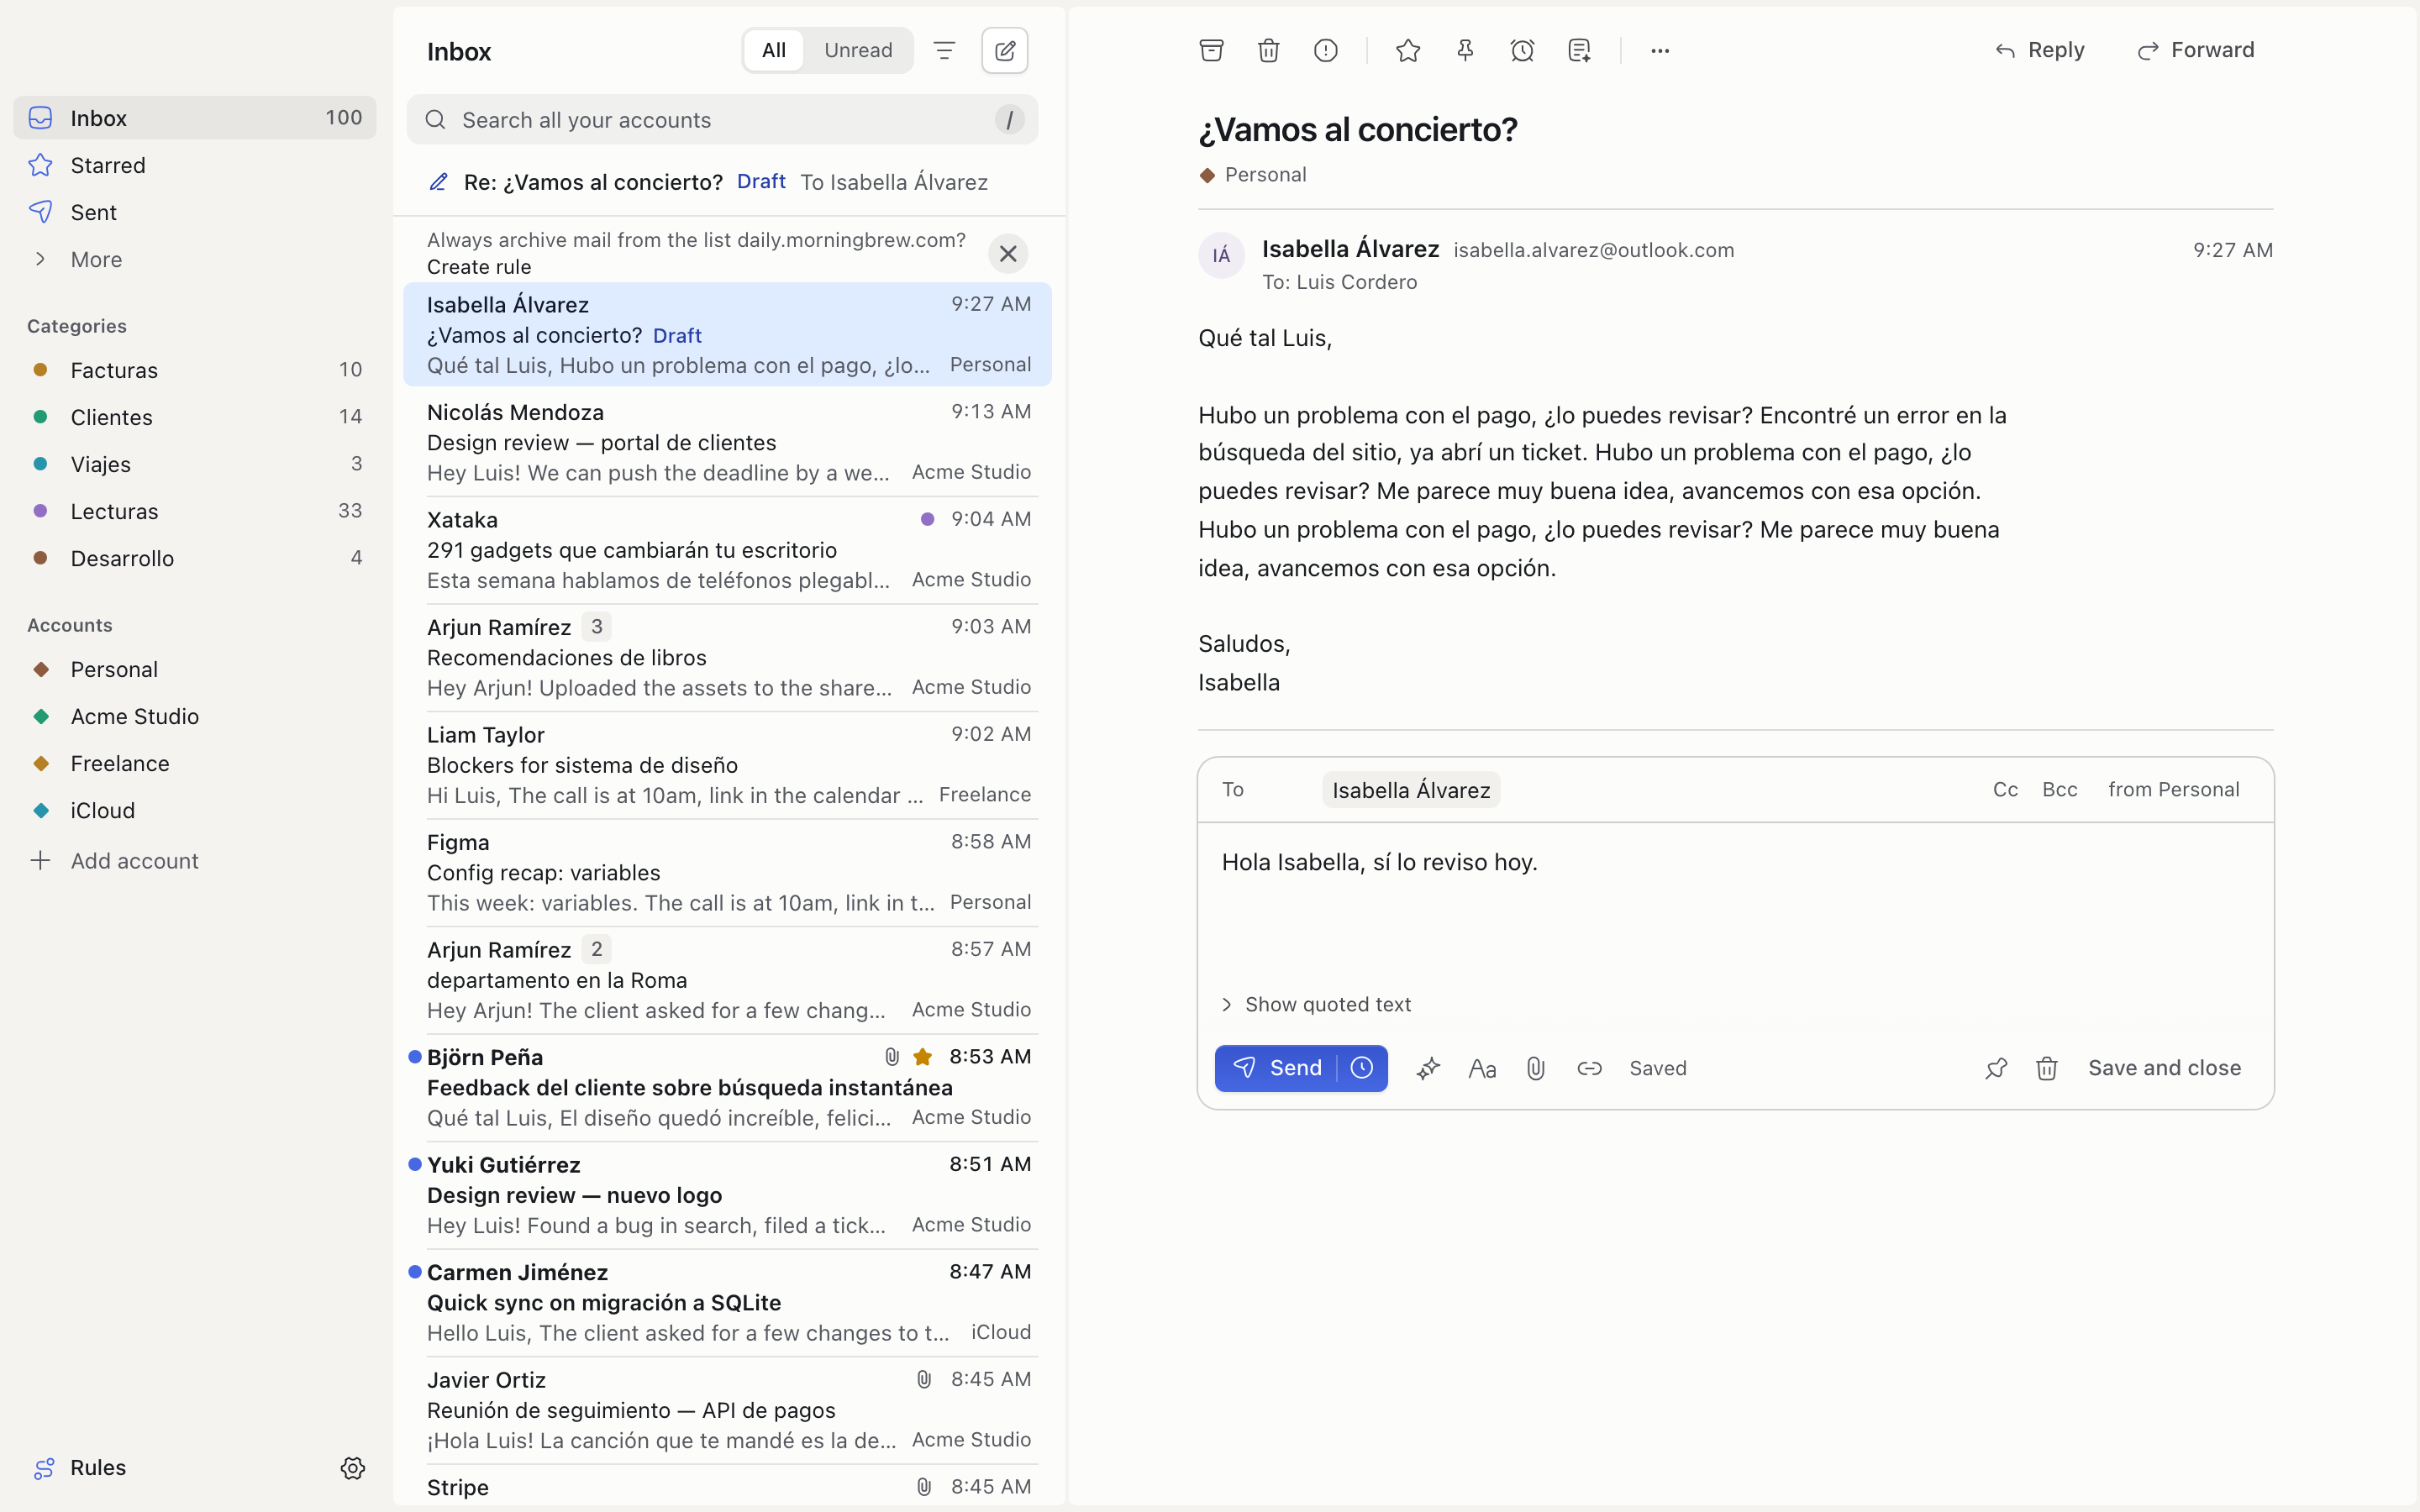 Inbox 100
Starred
Sent
More
Categories
Facturas 10
Clientes 14
Viajes 3
Lecturas 33
Desarrollo 4
Accounts
Personal
Acme Studio
Freelance
iCloud
Add account
Rules
Inbox All Unread
Search all your accounts /
Re: ¿Vamos al concierto? Draft To Isabella Álvarez
Always archive mail from the list daily.morningbrew.com?
Create rule
Isabella Álvarez 9:27 AM
¿Vamos al concierto? Draft
Qué tal Luis, Hubo un problema con el pago, ¿lo... Personal
Nicolás Mendoza 9:13 AM
Design review — portal de clientes
Hey Luis! We can push the deadline by a we... Acme Studio
Xataka 9:04 AM
291 gadgets que cambiarán tu escritorio
Esta semana hablamos de teléfonos plegabl... Acme Studio
Arjun Ramírez 3 9:03 AM
Recomendaciones de libros
Hey Arjun! Uploaded the assets to the share... Acme Studio
Liam Taylor 9:02 AM
Blockers for sistema de diseño
Hi Luis, The call is at 10am, link in the calendar ... Freelance
Figma 8:58 AM
Config recap: variables
This week: variables. The call is at 10am, link in t... Personal
Arjun Ramírez 2 8:57 AM
departamento en la Roma
Hey Arjun! The client asked for a few chang... Acme Studio
Björn Peña 8:53 AM
Feedback del cliente sobre búsqueda instantánea
Qué tal Luis, El diseño quedó increíble, felici... Acme Studio
Yuki Gutiérrez 8:51 AM
Design review — nuevo logo
Hey Luis! Found a bug in search, filed a tick... Acme Studio
Carmen Jiménez 8:47 AM
Quick sync on migración a SQLite
Hello Luis, The client asked for a few changes to t... iCloud
Javier Ortiz 8:45 AM
Reunión de seguimiento — API de pagos
¡Hola Luis! La canción que te mandé es la de... Acme Studio
Stripe 8:45 AM
Reply Forward
¿Vamos al concierto?
Personal
IÁ Isabella Álvarez isabella.alvarez@outlook.com 9:27 AM
To: Luis Cordero
Qué tal Luis,
Hubo un problema con el pago, ¿lo puedes revisar? Encontré un error en la
búsqueda del sitio, ya abrí un ticket. Hubo un problema con el pago, ¿lo
puedes revisar? Me parece muy buena idea, avancemos con esa opción.
Hubo un problema con el pago, ¿lo puedes revisar? Me parece muy buena
idea, avancemos con esa opción.
Saludos,
Isabella
To Isabella Álvarez Cc Bcc from Personal
Hola Isabella, sí lo reviso hoy.
Show quoted text
Send Aa Saved Save and close